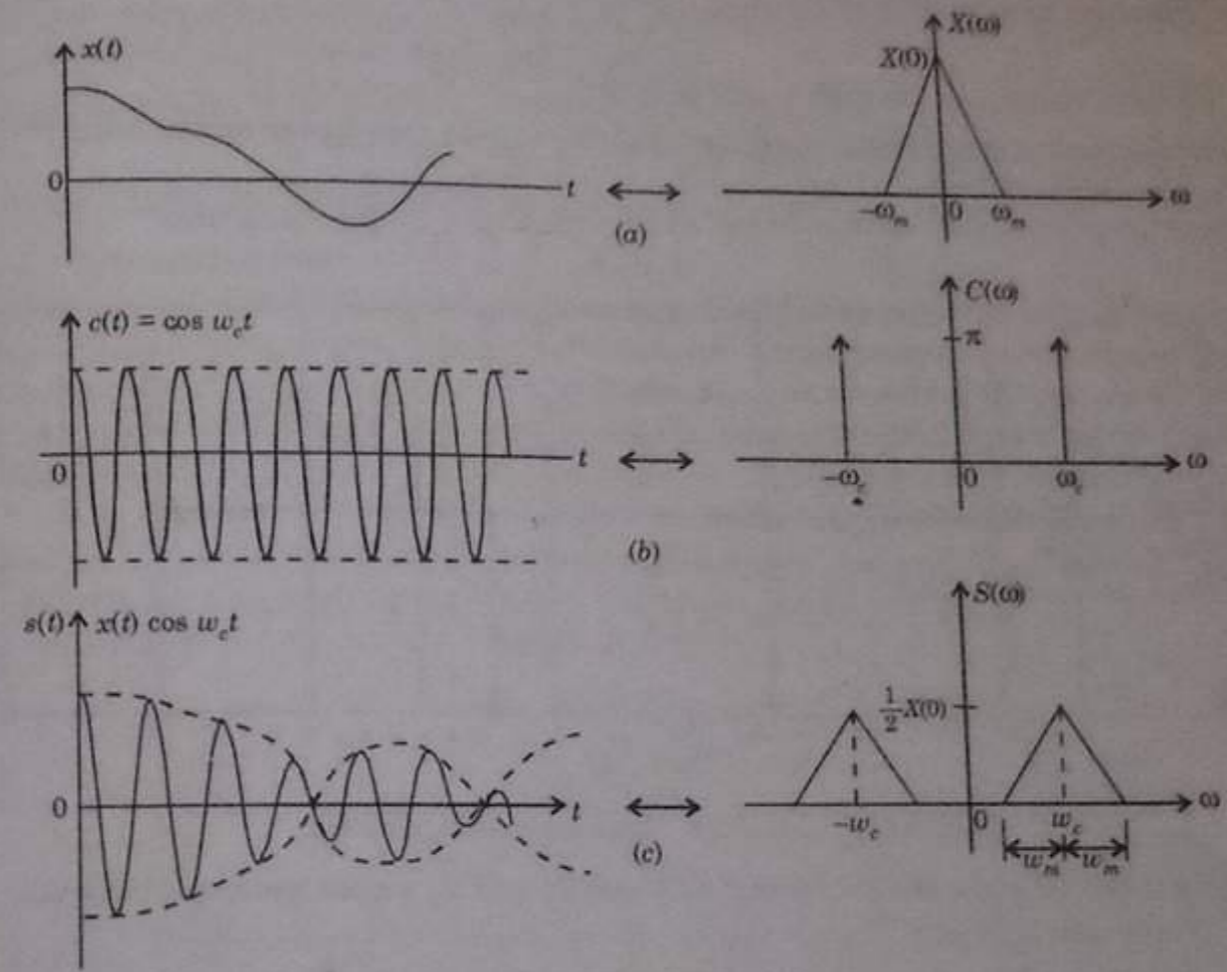 x(t)
0
t
(a)
X(ω)
X(0)
-ω_m 0 ω_m
ω
c(t) = cos w_c t
0
t
(b)
C(ω)
π
-ω_c 0 ω_c
ω
s(t) x(t) cos w_c t
0
t
(c)
S(ω)
1/2 X(0)
-w_c 0 w_c
ω
w_m w_m